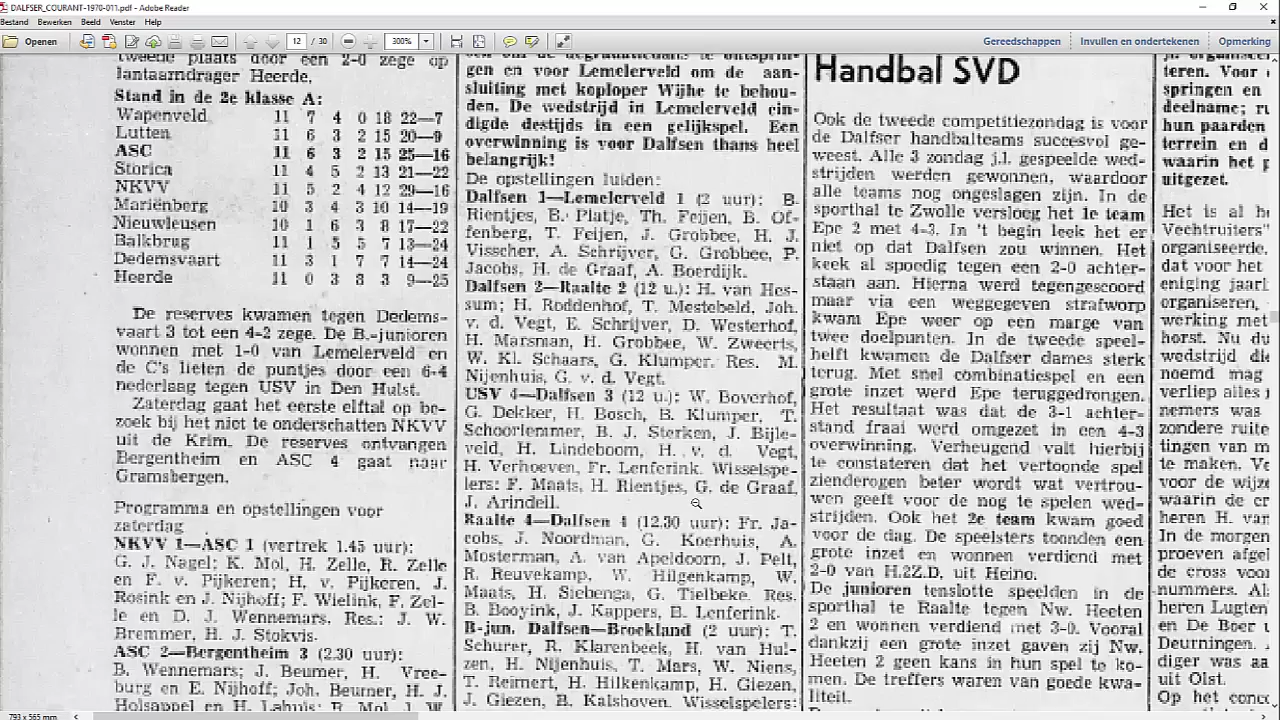 DALFSER_COURANT-1970-011.pdf - Adobe Reader
Bestand Bewerken Beeld Venster Help
Openen 12 / 30 300% Gereedschappen Invullen en ondertekenen Opmerking
tweede plaats door een 2-0 zege op
lantaarndrager Heerde,
Stand in de 2e klasse A:
Wapenveld 11 7 4 0 18 22—7
Lutten 11 6 3 2 15 20—9
ASC 11 6 3 2 15 25—16
Storica 11 4 5 2 13 21—22
NKVV 11 5 2 4 12 29—16
Mariënberg 10 3 4 3 10 14—19
Nieuwleusen 10 1 6 3 8 17—22
Balkbrug 11 1 5 5 7 13—24
Dedemsvaart 11 3 1 7 7 14—24
Heerde 11 0 3 8 3 9—25
De reserves kwamen tegen Dedems-
vaart 3 tot een 4-2 zege. De B.-junioren
wonnen met 1-0 van Lemelerveld en
de C's lieten de puntjes door een 6-4
nederlaag tegen USV in Den Hulst.
Zaterdag gaat het eerste elftal op be-
zoek bij het niet te onderschatten NKVV
uit de Krim. De reserves ontvangen
Bergentheim en ASC 4 gaat naar
Gramsbergen.
Programma en opstellingen voor
zaterdag
NKVV 1—ASC 1 (vertrek 1.45 uur):
G. J. Nagel; K. Mol, H. Zelle, R. Zelle
en F. v. Pijkeren; H. v. Pijkeren, J.
Rosink en J. Nijhoff; F. Wielink, F. Zel-
le en D. J. Wennemars. Res.: J. W.
Bremmer, H. J. Stokvis.
ASC 2—Bergentheim 3 (2.30 uur):
B. Wennemars; J. Beumer, H. Vree-
burg en E. Nijhoff; Joh. Beumer, H. J.
Holsappel en H. Lahuis; R. Mol, J. W.
gen en voor Lemelerveld om de aan-
sluiting met koploper Wijhe te behou-
den. De wedstrijd in Lemelerveld ein-
digde destijds in een gelijkspel. Een
overwinning is voor Dalfsen thans heel
belangrijk!
De opstellingen luiden:
Dalfsen 1—Lemelerveld 1 (2 uur): B.
Rientjes, B. Platje, Th. Feijen, B. Of-
fenberg, T. Feijen, J. Grobbee, H. J.
Visscher, A. Schrijver, G. Grobbee, P.
Jacobs, H. de Graaf, A. Boerdijk.
Dalfsen 2—Raalte 2 (12 u.): H. van Hes-
sum; H. Roddenhof, T. Mestebeld, Joh.
v. d. Vegt, E. Schrijver, D. Westerhof,
H. Marsman, H. Grobbee, W. Zweerts,
W. Kl. Schaars, G. Klumper. Res. M.
Nijenhuis, G. v. d. Vegt.
USV 4—Dalfsen 3 (12 u.): W. Boverhof,
G. Dekker, H. Bosch, B. Klumper, T.
Schoorlemmer, B. J. Sterken, J. Bijle-
veld, H. Lindeboom, H. v. d. Vegt,
H. Verhoeven, Fr. Lenferink. Wisselspe-
lers: F. Maats, H. Rientjes, G. de Graaf,
J. Arindell.
Raalte 4—Dalfsen 4 (12,30 uur): Fr. Ja-
cobs, J. Noordman, G. Koerhuis, A.
Mosterman, A. van Apeldoorn, J. Pelt,
R. Reuvekamp, W. Hilgenkamp, W.
Maats, H. Siebenga, G. Tielbeke. Res.
B. Booyink, J. Kappers, B. Lenferink.
B-jun. Dalfsen—Broekland (2 uur): T.
Schurer, R. Klarenbeek, H. van Hul-
zen, H. Nijenhuis, T. Mars, W. Niens,
T. Reimert, H. Hilkenkamp, H. Giezen,
J. Giezen, B. Kalshoven. Wisselspelers:
Handbal SVD
Ook de tweede competitiezondag is voor
de Dalfser handbalteams succesvol ge-
weest. Alle 3 zondag j.l. gespeelde wed-
strijden werden gewonnen, waardoor
alle teams nog ongeslagen zijn. In de
sporthal te Zwolle versloeg het 1e team
Epe 2 met 4-3. In 't begin leek het er
niet op dat Dalfsen zou winnen. Het
keek al spoedig tegen een 2-0 achter-
staan aan. Hierna werd tegengescoord
maar via een weggegeven strafworp
kwam Epe weer op een marge van
twee doelpunten. In de tweede speel-
helft kwamen de Dalfser dames sterk
terug. Met snel combinatiespel en een
grote inzet werd Epe teruggedrongen.
Het resultaat was dat de 3-1 achter-
stand fraai werd omgezet in een 4-3
overwinning. Verheugend valt hierbij
te constateren dat het vertoonde spel
zienderogen beter wordt wat vertrou-
wen geeft voor de nog te spelen wed-
strijden. Ook het 2e team kwam goed
voor de dag. De speelsters toonden een
grote inzet en wonnen verdiend met
2-0 van H.2Z.D, uit Heino.
De junioren tenslotte speelden in de
sporthal te Raalte tegen Nw. Heeten
2 en wonnen verdiend met 3-0. Vooral
dankzij een grote inzet gaven zij Nw.
Heeten 2 geen kans in hun spel te ko-
men. De treffers waren van goede kwa-
liteit.
teren. Voor
springen en
deelname; ru
hun paarden
terrein en d
waarin het p
uitgezet.
Het is al h
Vechtruiters"
organiseerde.
dat voor het
eniging jaarl
organiseren,
werking met
horst. Nu du
wedstrijd die
noemd mag
verliep alles
nemers was
zondere ruite
tingen van m
te maken. Ve
voor de wijze
waarin de cr
heren H. van
In de morgen
proeven afgel
de cross voor
nummers. Al
heren Lugten
en De Boer u
Deurningen.
diger was aa
uit Olst.
Op het conc
793 x 565 mm